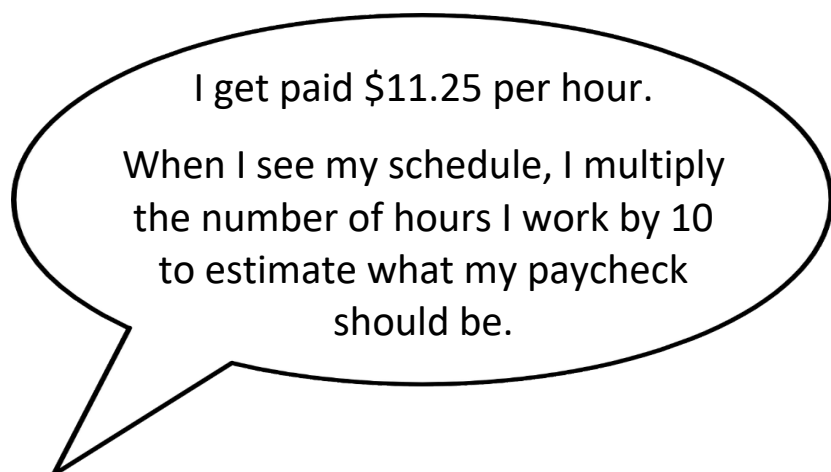 I get paid $11.25 per hour.
When I see my schedule, I multiply
the number of hours I work by 10
to estimate what my paycheck
should be.